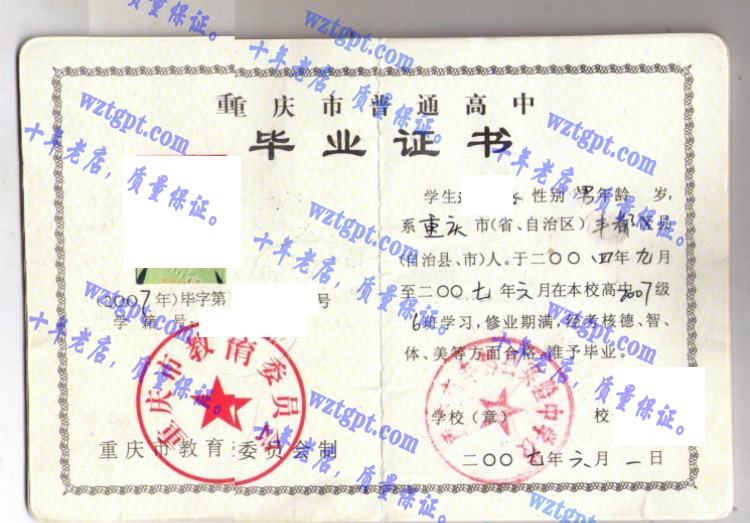 重庆市普通高中
毕业证书
学生 性别 男 年龄 岁,
系 重庆 市(省、自治区) 丰都 县
(自治县、市)人。于二〇〇四年九月
至二〇〇七年六月在本校高中2007级
6班学习,修业期满,经考核德、智、
体、美等方面合格。准予毕业。
学校(章) 校
二〇〇七年六月一日
2007年)毕字第 号
学籍号
重庆市教育委员会
重庆市教育委员会制
wztgpt.com
十年老店,质量保证。